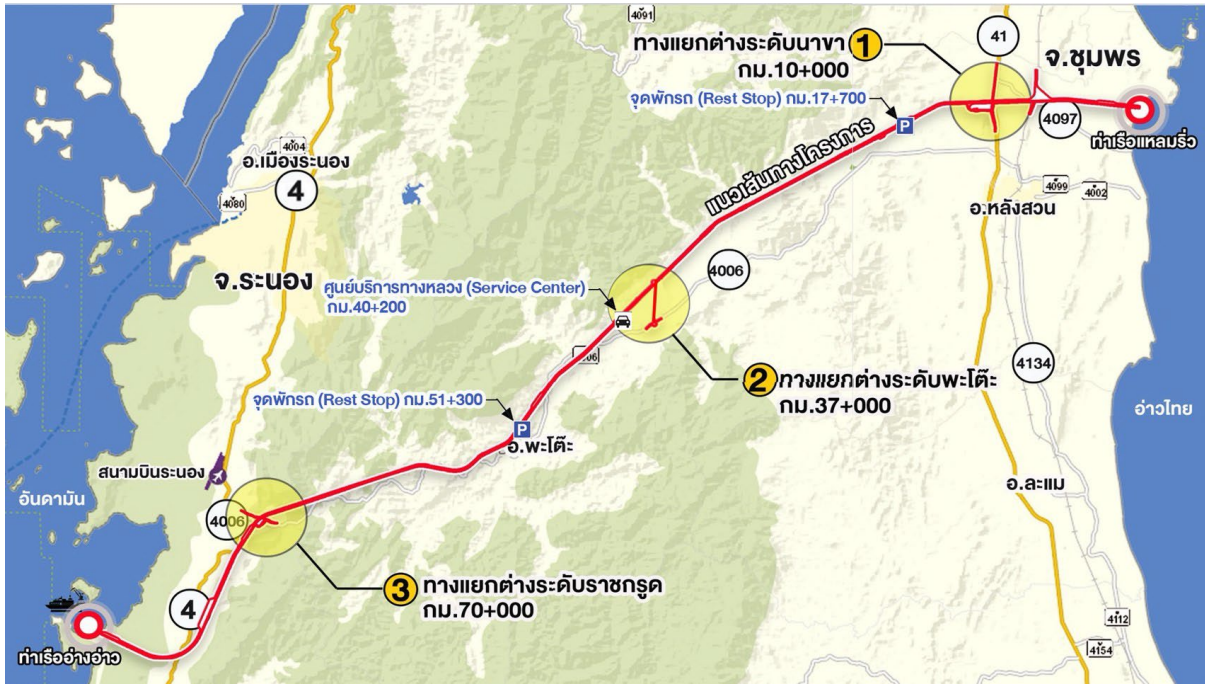 4091
41
ทางแยกต่างระดับนาขา 1
กม.10+000
จ.ชุมพร
จุดพักรถ (Rest Stop) กม.17+700
P
4097
ท่าเรือแหลมริ่ว
แนวเส้นทางโครงการ
4004
อ.เมืองระนอง
4
4080
4099
4002
อ.หลังสวน
จ.ระนอง
4006
ศูนย์บริการทางหลวง (Service Center)
กม.40+200
4134
2 ทางแยกต่างระดับพะโต๊ะ
กม.37+000
จุดพักรถ (Rest Stop) กม.51+300
P
อ.พะโต๊ะ
อ่าวไทย
สนามบินระนอง
อันดามัน
อ.ละแม
4006
3 ทางแยกต่างระดับราชกรูด
กม.70+000
4
4112
4154
ท่าเรืออ่างอ่าว